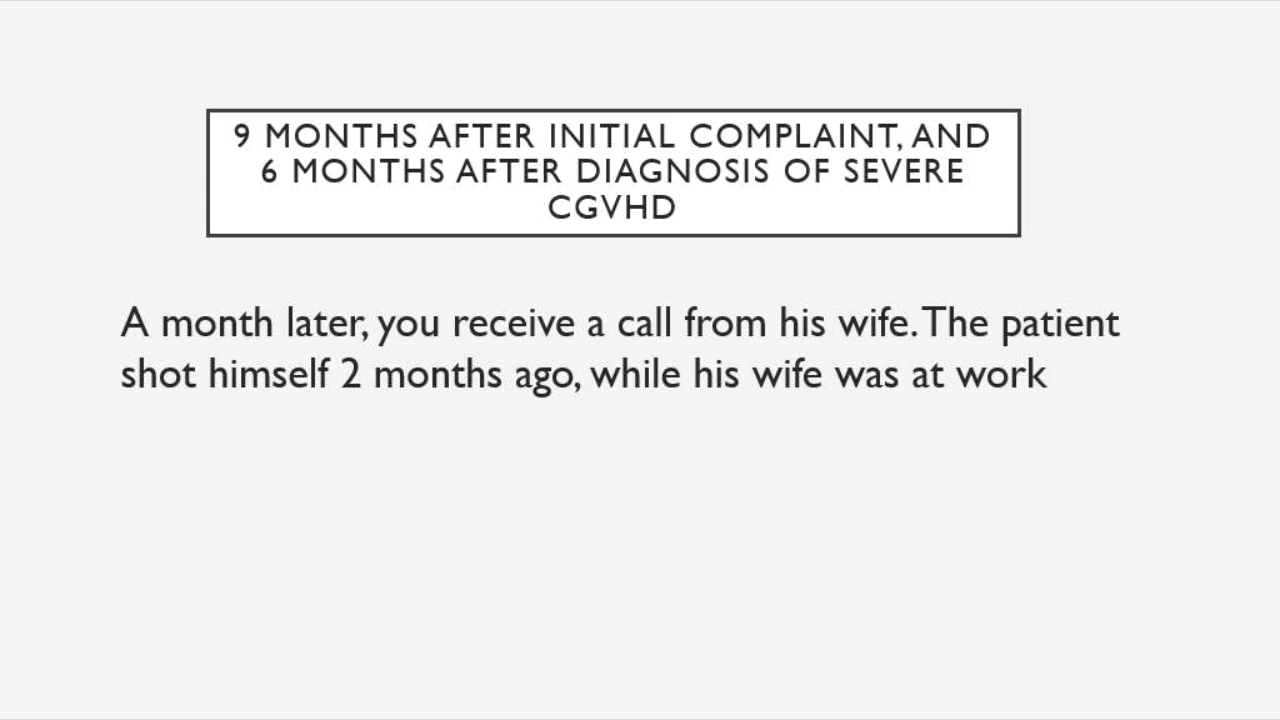 9 MONTHS AFTER INITIAL COMPLAINT, AND
6 MONTHS AFTER DIAGNOSIS OF SEVERE
CGVHD
A month later, you receive a call from his wife. The patient
shot himself 2 months ago, while his wife was at work